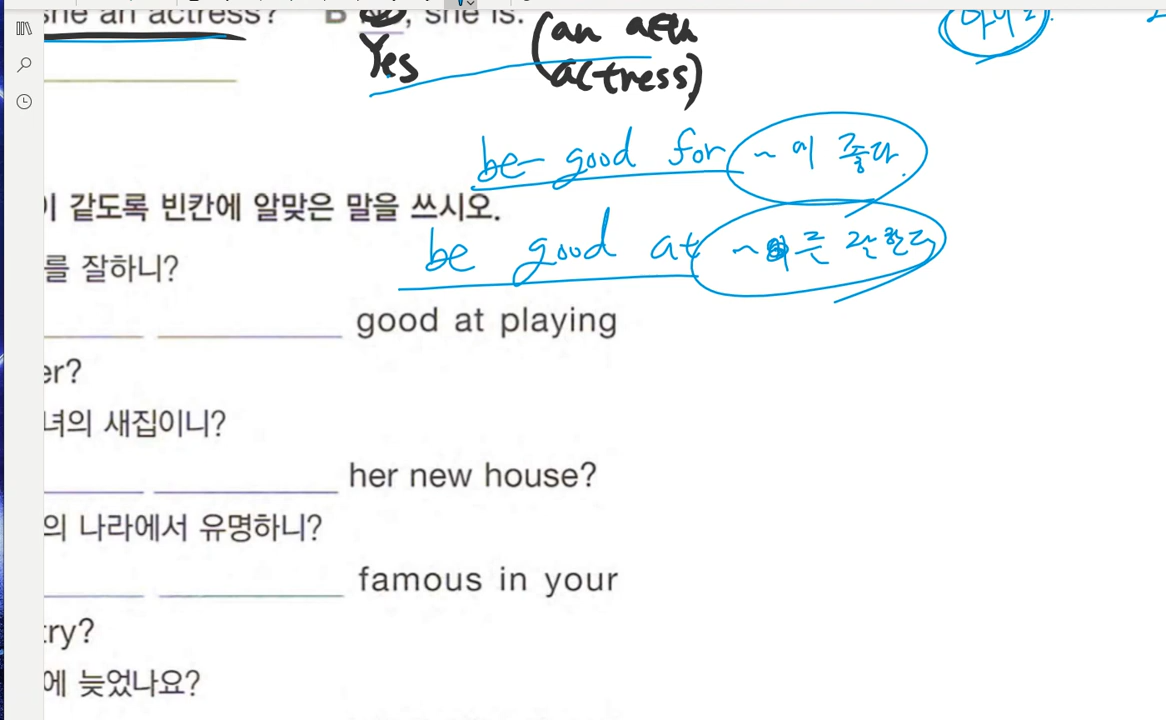 she an actress? B , she is.
Yes (an actress)
be good for ~이 좋다.
이 같도록 빈칸에 알맞은 말을 쓰시오.
be good at ~를 잘한다
를 잘하니?
good at playing
er?
녀의 새집이니?
her new house?
의 나라에서 유명하니?
famous in your
try?
에 늦었나요?